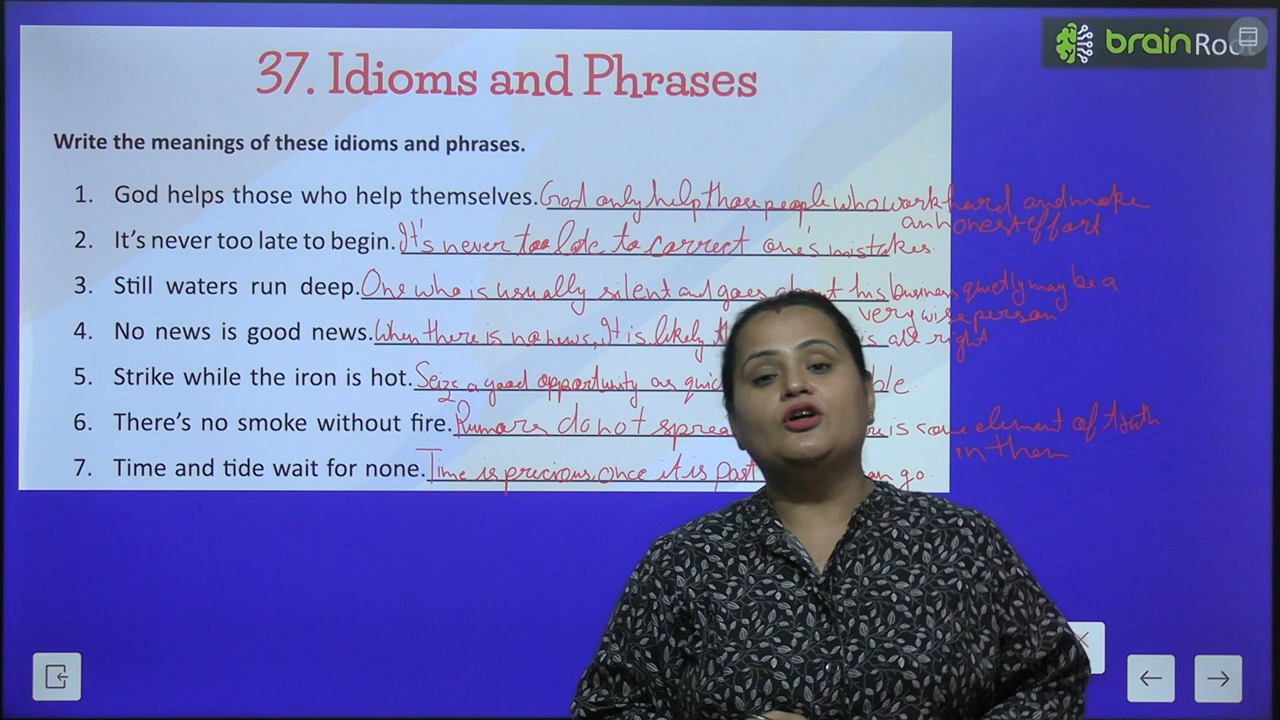 brainRoot
37. Idioms and Phrases
Write the meanings of these idioms and phrases.
1. God helps those who help themselves. God only help those people who work hard and make
an honest effort
2. It's never too late to begin. It's never too late to correct one's mistakes.
3. Still waters run deep. One who is usually silent and goes about his business quietly may be a
very wise person.
4. No news is good news. When there is no news, It is likely is all right.
5. Strike while the iron is hot. Seize a good opportunity as
6. There's no smoke without fire. Rumors do not is some element of truth
in them
7. Time and tide wait for none. Time is precious, once it is past go.